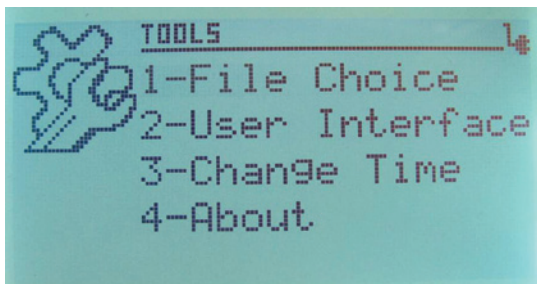 TOOLS
1-File Choice
2-User Interface
3-Change Time
4-About